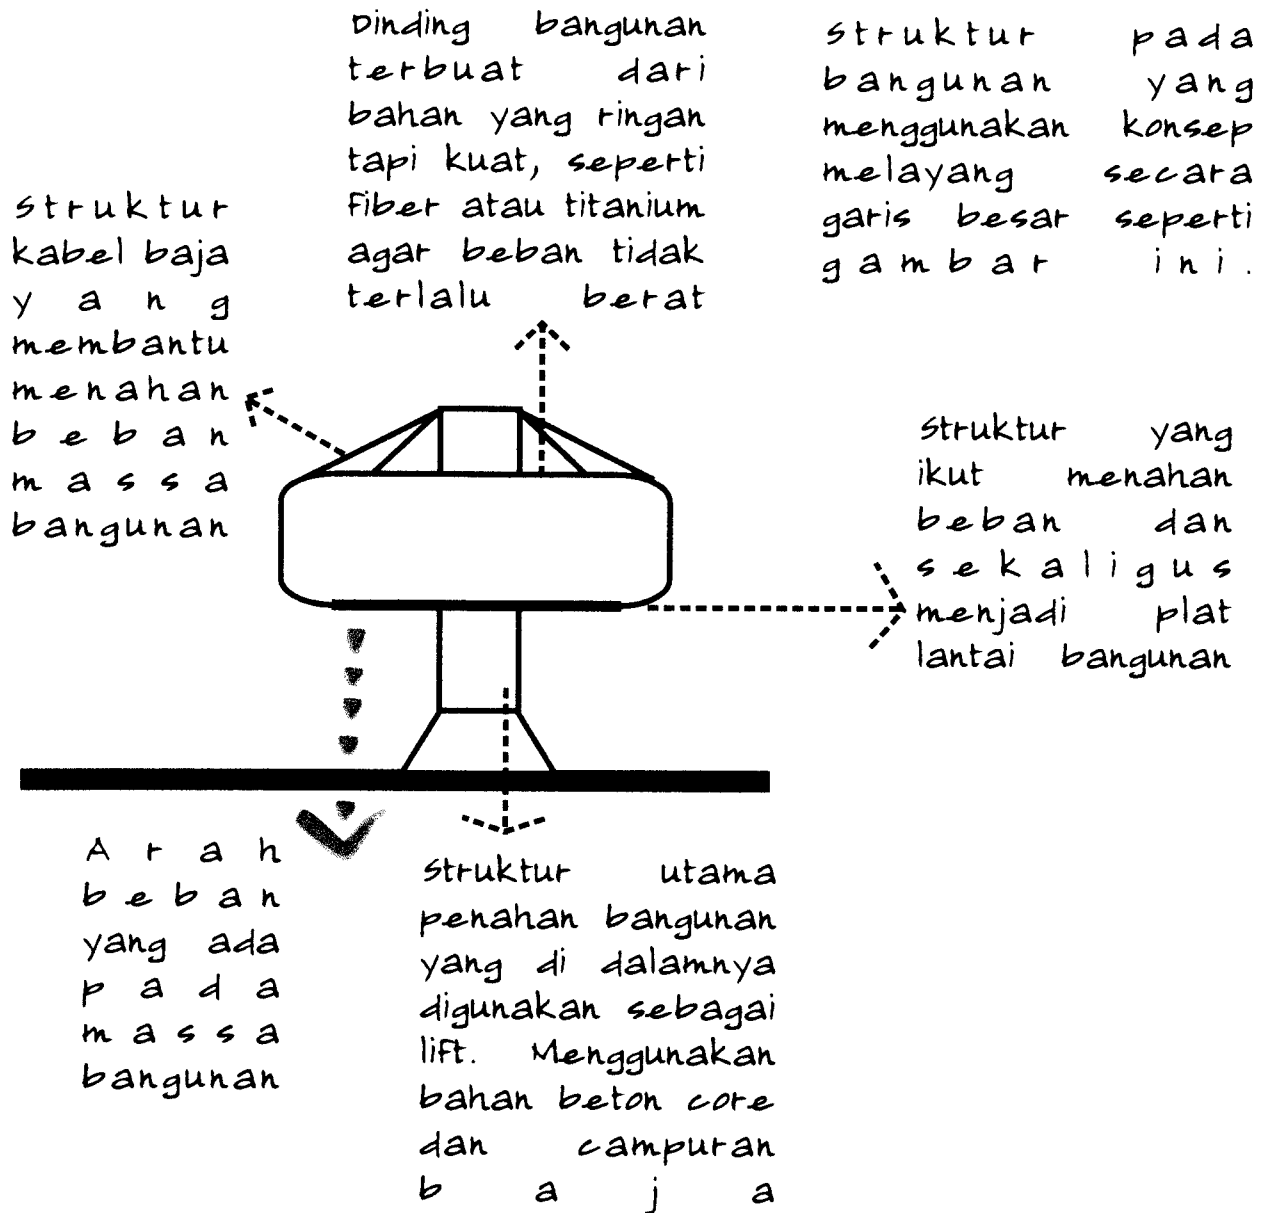 Dinding bangunan
terbuat dari
bahan yang ringan
tapi kuat, seperti
fiber atau titanium
agar beban tidak
terlalu berat
struktur pada
bangunan yang
menggunakan konsep
melayang secara
garis besar seperti
gambar ini.
struktur
kabel baja
yang
membantu
menahan
beban
massa
bangunan
struktur yang
ikut menahan
beban dan
sekaligus
menjadi plat
lantai bangunan
Arah
beban
yang ada
pada
massa
bangunan
struktur utama
penahan bangunan
yang di dalamnya
digunakan sebagai
lift. Menggunakan
bahan beton core
dan campuran
baja